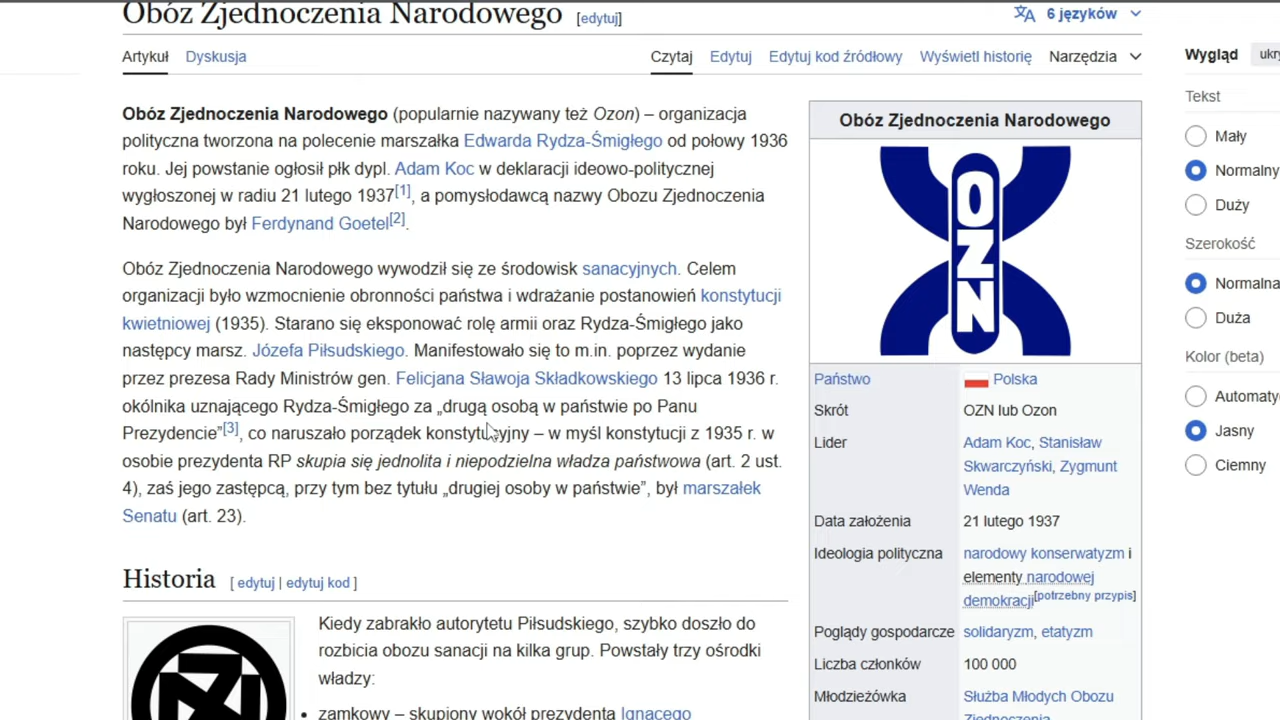 Obóz Zjednoczenia Narodowego [edytuj]
6 języków
Artykuł Dyskusja Czytaj Edytuj Edytuj kod źródłowy Wyświetl historię Narzędzia
Obóz Zjednoczenia Narodowego (popularnie nazywany też Ozon) – organizacja
polityczna tworzona na polecenie marszałka Edwarda Rydza-Śmigłego od połowy 1936
roku. Jej powstanie ogłosił płk dypl. Adam Koc w deklaracji ideowo-politycznej
wygłoszonej w radiu 21 lutego 1937[1], a pomysłodawcą nazwy Obozu Zjednoczenia
Narodowego był Ferdynand Goetel[2].
Obóz Zjednoczenia Narodowego wywodził się ze środowisk sanacyjnych. Celem
organizacji było wzmocnienie obronności państwa i wdrażanie postanowień konstytucji
kwietniowej (1935). Starano się eksponować rolę armii oraz Rydza-Śmigłego jako
następcy marsz. Józefa Piłsudskiego. Manifestowało się to m.in. poprzez wydanie
przez prezesa Rady Ministrów gen. Felicjana Sławoja Składkowskiego 13 lipca 1936 r.
okólnika uznającego Rydza-Śmigłego za „drugą osobą w państwie po Panu
Prezydencie”[3], co naruszało porządek konstytucyjny – w myśl konstytucji z 1935 r. w
osobie prezydenta RP skupia się jednolita i niepodzielna władza państwowa (art. 2 ust.
4), zaś jego zastępcą, przy tym bez tytułu „drugiej osoby w państwie”, był marszałek
Senatu (art. 23).
Historia [ edytuj | edytuj kod ]
Kiedy zabrakło autorytetu Piłsudskiego, szybko doszło do
rozbicia obozu sanacji na kilka grup. Powstały trzy ośrodki
władzy:
• zamkowy – skupiony wokół prezydenta Ignacego
Obóz Zjednoczenia Narodowego
OZN
Państwo Polska
Skrót OZN lub Ozon
Lider Adam Koc, Stanisław
Skwarczyński, Zygmunt
Wenda
Data założenia 21 lutego 1937
Ideologia polityczna narodowy konserwatyzm i
elementy narodowej
demokracji[potrzebny przypis]
Poglądy gospodarcze solidaryzm, etatyzm
Liczba członków 100 000
Młodzieżówka Służba Młodych Obozu
Zjednoczenia
Wygląd ukry
Tekst
Mały
Normalny
Duży
Szerokość
Normalna
Duża
Kolor (beta)
Automaty
Jasny
Ciemny